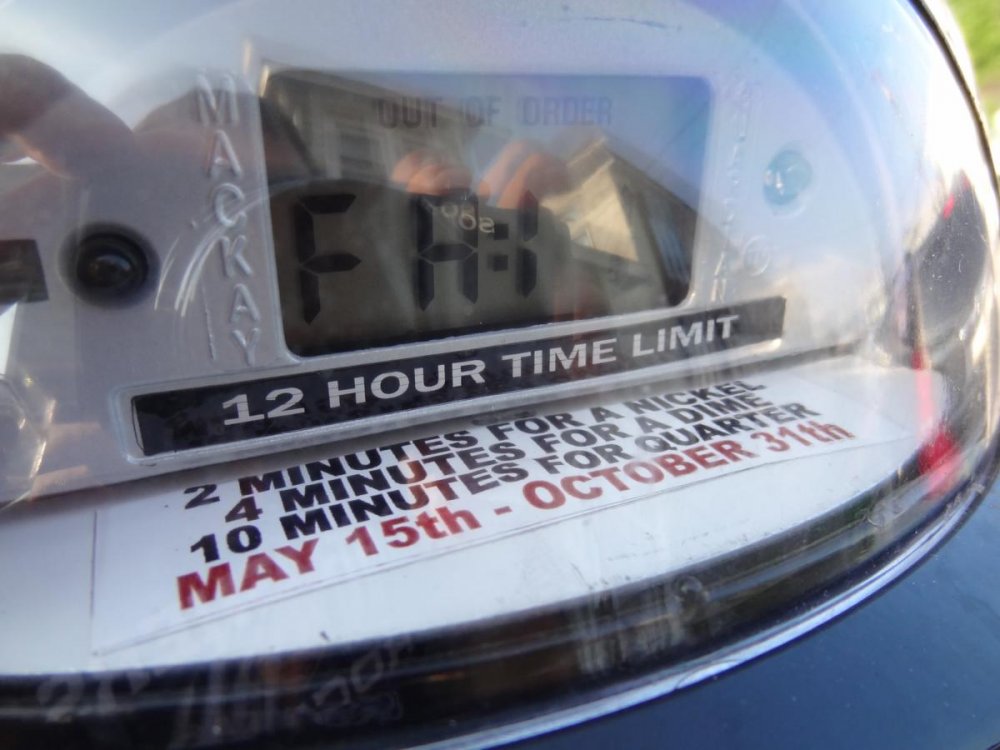 OUT OF ORDER
MACKAY
FA:1
12 HOUR TIME LIMIT
2 MINUTES FOR A NICKEL
4 MINUTES FOR A DIME
10 MINUTES FOR QUARTER
MAY 15th - OCTOBER 31th